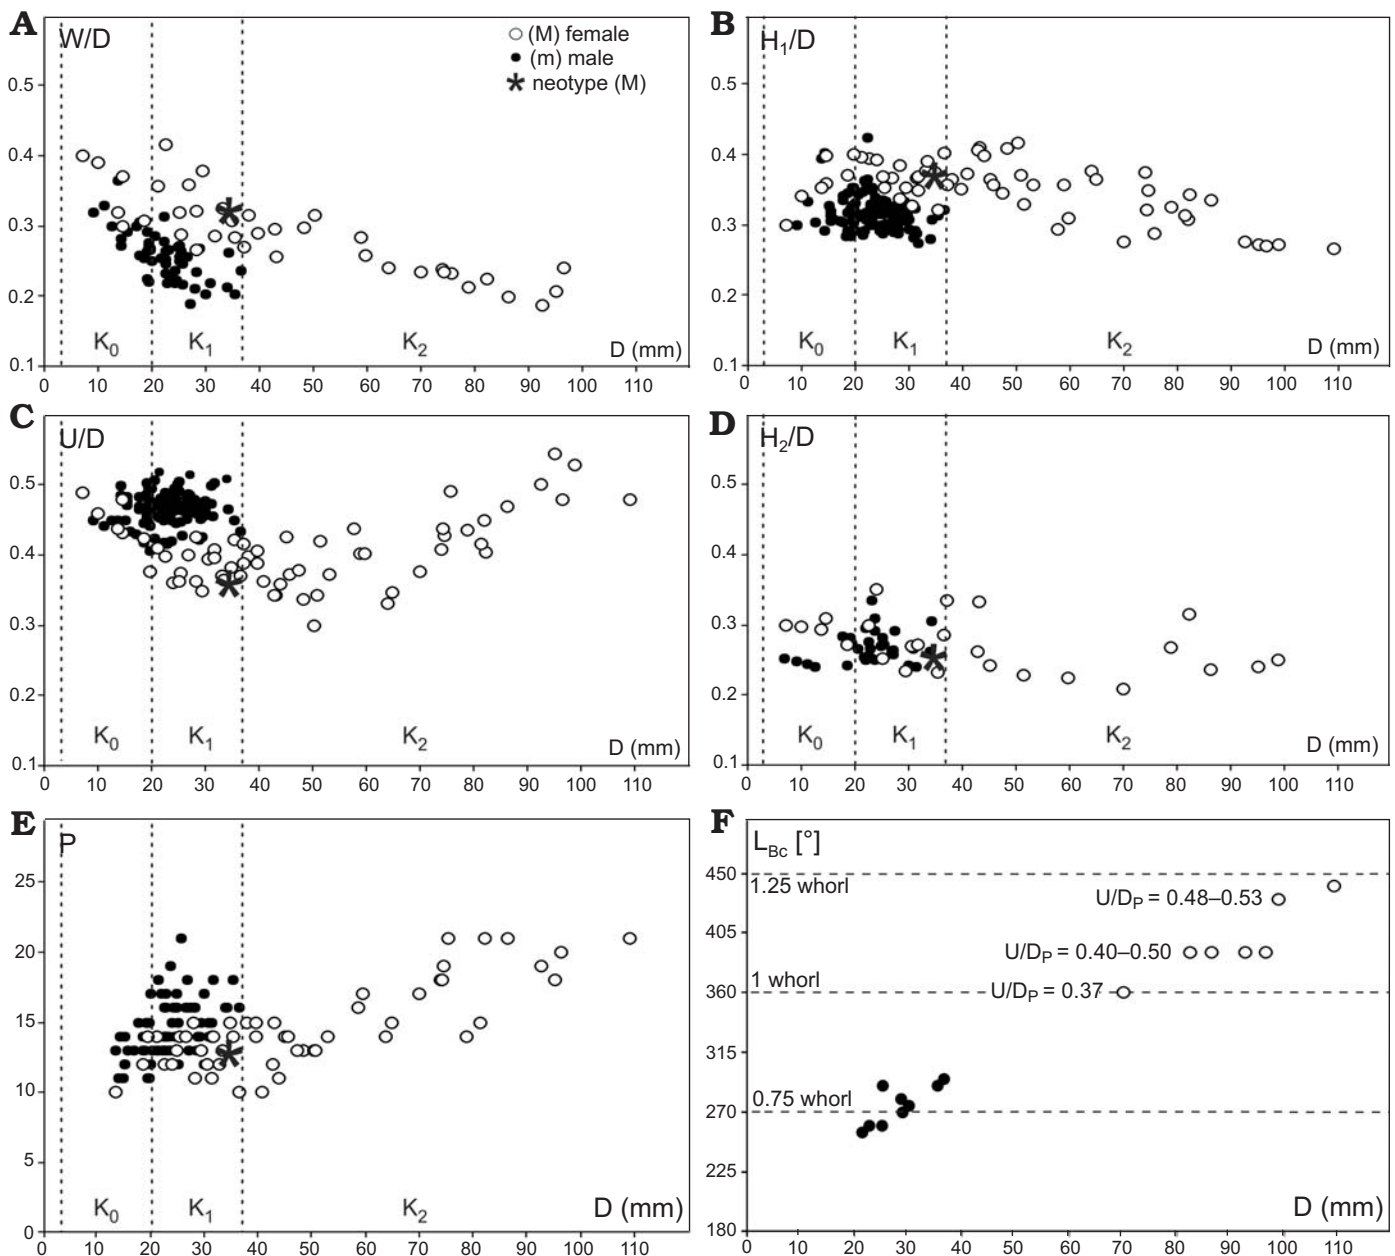 A
W/D
(M) female
(m) male
neotype (M)
0.5
0.4
0.3
0.2
0.1
K0 K1 K2 D (mm)
0 10 20 30 40 50 60 70 80 90 100 110
B
H1/D
0.5
0.4
0.3
0.2
0.1
K0 K1 K2 D (mm)
0 10 20 30 40 50 60 70 80 90 100 110
C
U/D
0.5
0.4
0.3
0.2
0.1
K0 K1 K2 D (mm)
0 10 20 30 40 50 60 70 80 90 100 110
D
H2/D
0.5
0.4
0.3
0.2
0.1
K0 K1 K2 D (mm)
0 10 20 30 40 50 60 70 80 90 100 110
E
P
25
20
15
10
5
0
K0 K1 K2 D (mm)
0 10 20 30 40 50 60 70 80 90 100 110
F
LBc [°]
450
1.25 whorl
U/DP = 0.48–0.53
405
U/DP = 0.40–0.50
1 whorl
360
U/DP = 0.37
315
0.75 whorl
270
225
180
D (mm)
0 10 20 30 40 50 60 70 80 90 100 110